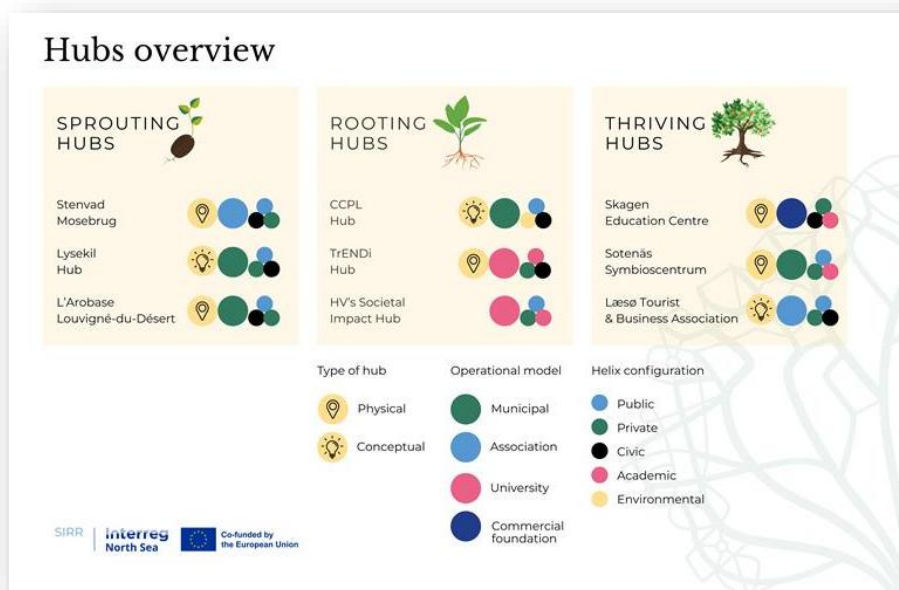 Hubs overview
SPROUTING
HUBS
Stenvad
Mosebrug
Lysekil
Hub
L'Arobase
Louvigné-du-Désert
ROOTING
HUBS
CCPL
Hub
TrENDi
Hub
HV's Societal
Impact Hub
THRIVING
HUBS
Skagen
Education Centre
Sotenäs
Symbioscentrum
Læsø Tourist
& Business Association
Type of hub
Physical
Conceptual
Operational model
Municipal
Association
University
Commercial
foundation
Helix configuration
Public
Private
Civic
Academic
Environmental
SIRR
Interreg
North Sea
Co-funded by
the European Union